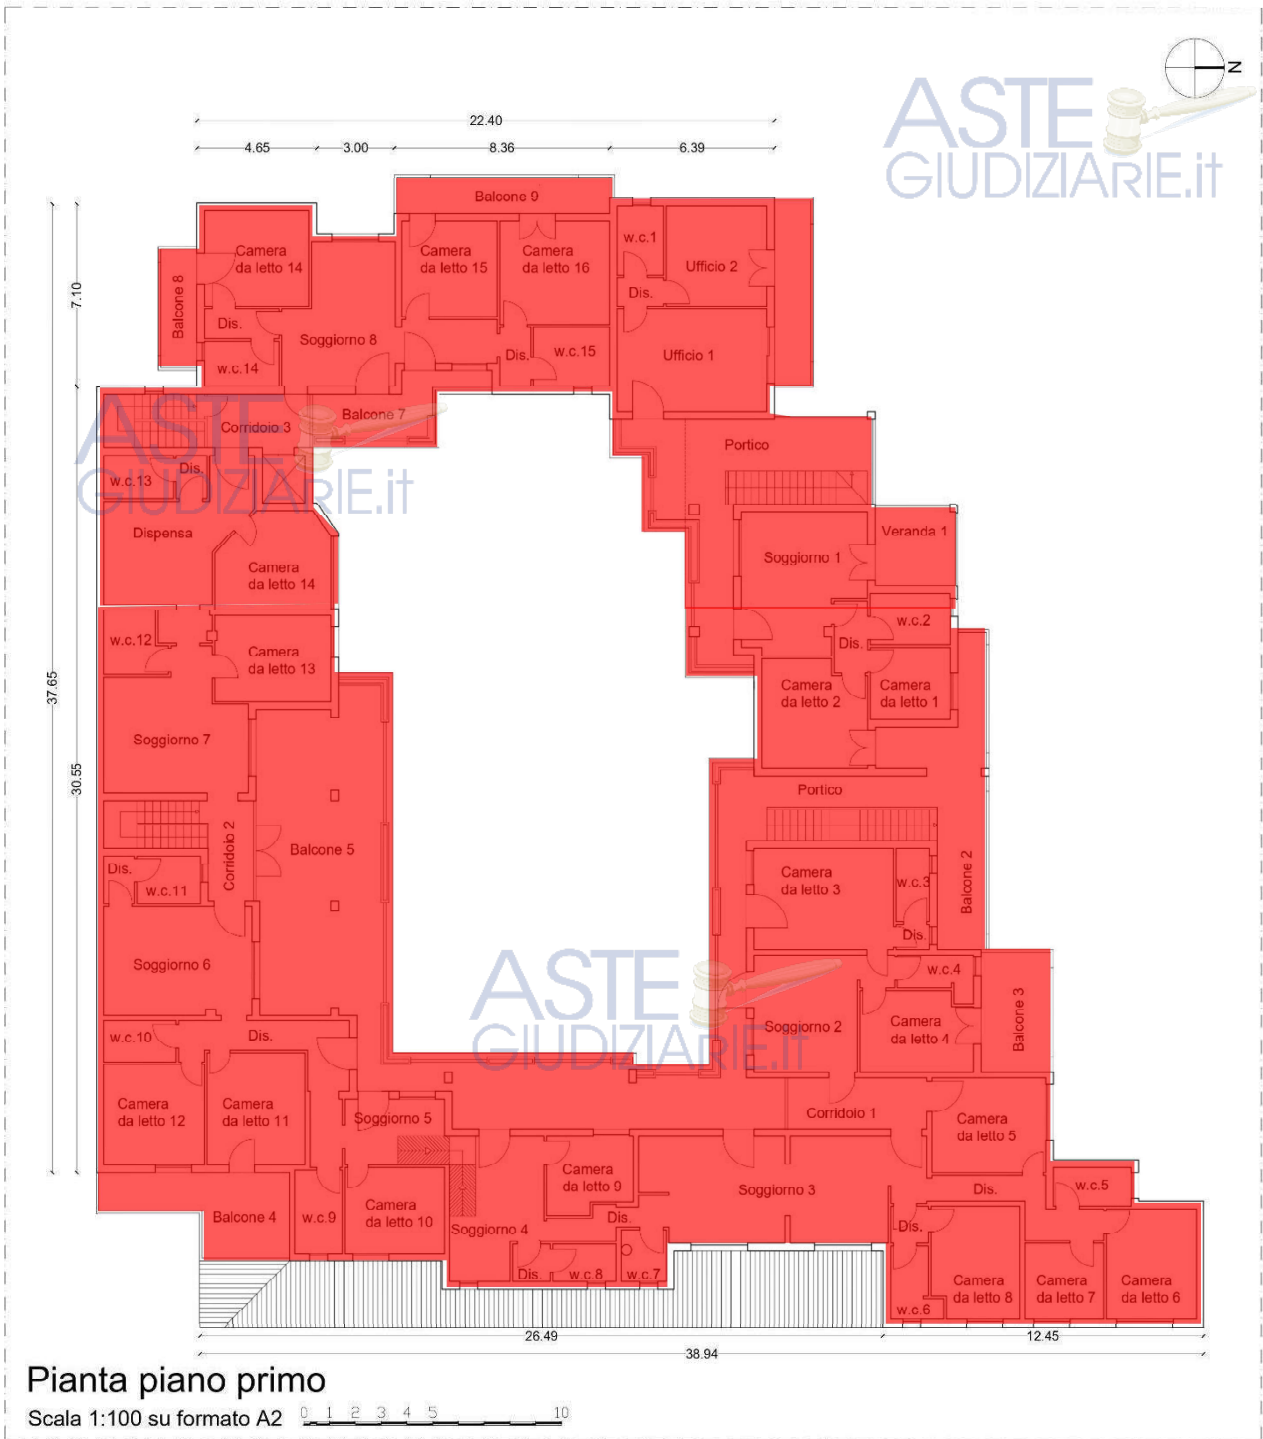 N
ASTE
GIUDIZIARIE.it
22.40
4.65
3.00
8.36
6.39
Balcone 9
w.c.1
Camera
da letto 14
Camera
da letto 15
Camera
da letto 16
Ufficio 2
7.10
Balcone 8
Dis.
Dis.
Soggiorno 8
w.c.14
Dis.
w.c.15
Ufficio 1
ASTE
GIUDIZIARIE.it
Corridoio 3
Balcone 7
Portico
w.c.13
Dis.
Dispensa
Camera
da letto 14
Soggiorno 1
Veranda 1
w.c.12
Camera
da letto 13
w.c.2
Dis.
37.65
Camera
da letto 2
Camera
da letto 1
Soggiorno 7
30.55
Portico
Corridoio 2
Balcone 5
Dis.
w.c.11
Camera
da letto 3
w.c.3
Balcone 2
Dis.
Soggiorno 6
ASTE
GIUDIZIARIE.it
w.c.4
Balcone 3
w.c.10
Dis.
Soggiorno 2
Camera
da letto 4
Camera
da letto 12
Camera
da letto 11
Soggiorno 5
Corridoio 1
Camera
da letto 5
Camera
da letto 9
Soggiorno 3
Dis.
w.c.5
Balcone 4
w.c.9
Camera
da letto 10
Soggiorno 4
Dis.
Dis.
Dis.
w.c.8
w.c.7
w.c.6
Camera
da letto 8
Camera
da letto 7
Camera
da letto 6
26.49
12.45
38.94
Pianta piano primo
Scala 1:100 su formato A2
0 1 2 3 4 5 10